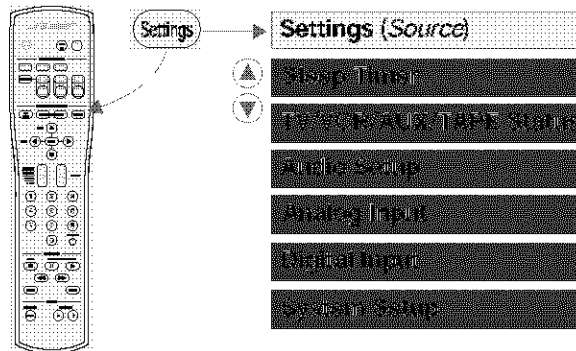 Settings
Settings (Source)
Sleep Timer
TV/VCR/AUX/TAPE Status
Audio Setup
Analog Input
Digital Input
System Setup